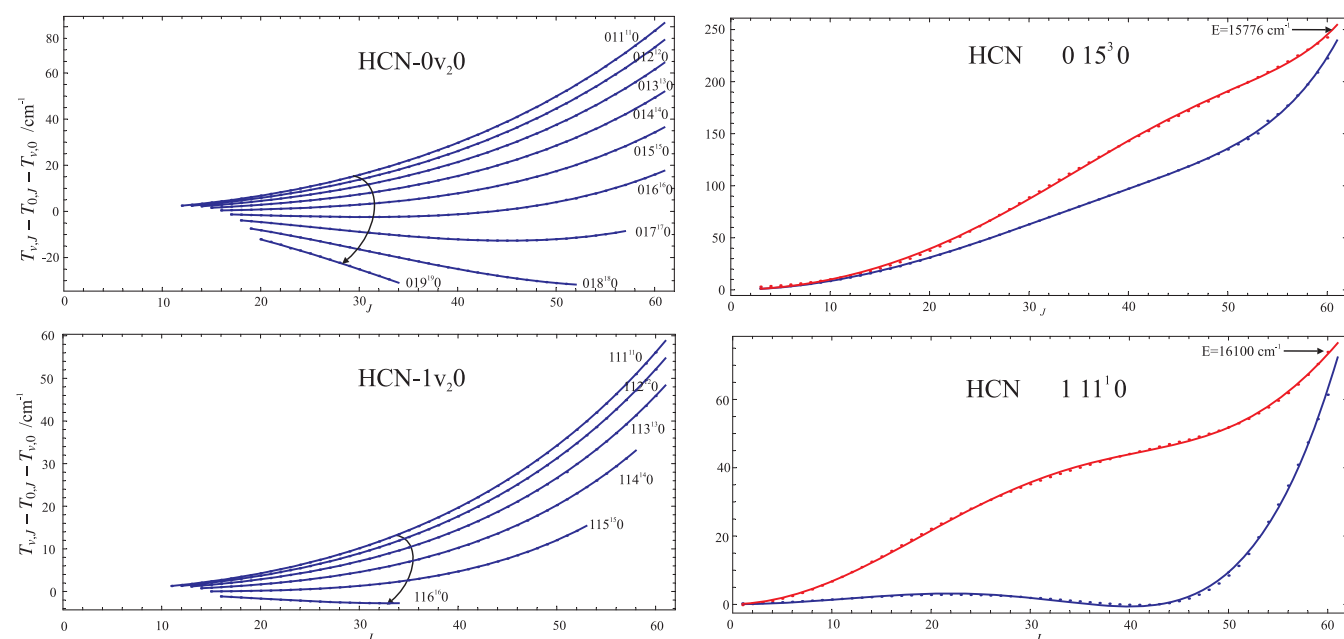 HCN-0v₂0
T_{v,J} – T_{0,J} – T_{v,0} /cm⁻¹
80
60
40
20
0
-20
011¹¹0
012¹²0
013¹³0
014¹⁴0
015¹⁵0
016¹⁶0
017¹⁷0
018¹⁸0
019¹⁹0
0 10 20 30 40 50 60
J
HCN 0 15³0
E=15776 cm⁻¹
250
200
150
100
50
0
0 10 20 30 40 50 60
J
HCN-1v₂0
T_{v,J} – T_{0,J} – T_{v,0} /cm⁻¹
60
50
40
30
20
10
0
111¹¹0
112¹²0
113¹³0
114¹⁴0
115¹⁵0
116¹⁶0
0 10 20 30 40 50 60
J
HCN 1 11¹0
E=16100 cm⁻¹
60
40
20
0
0 10 20 30 40 50 60
J